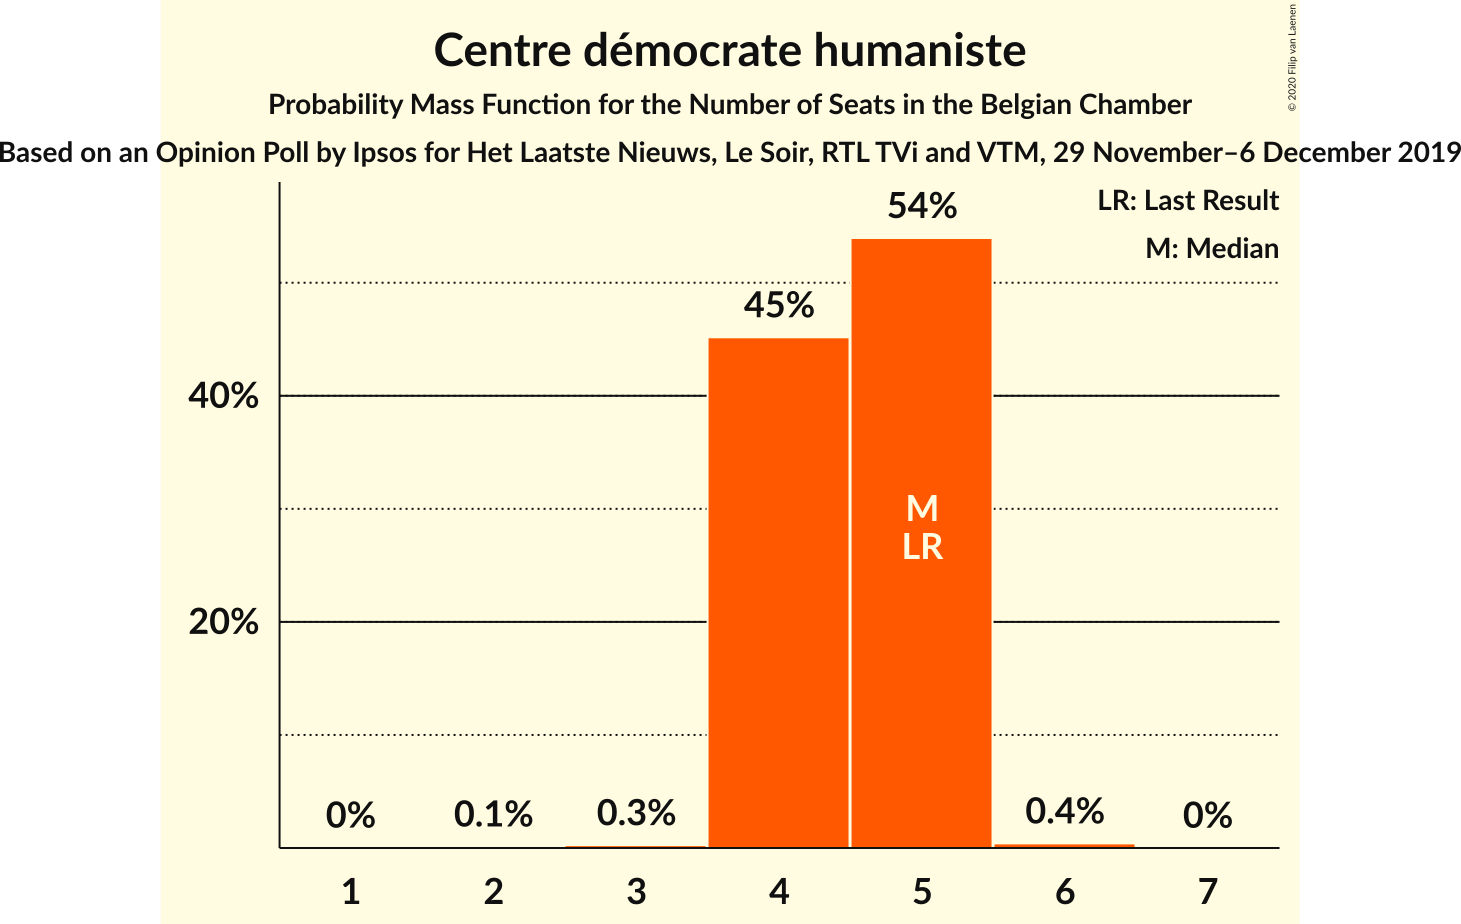 Centre démocrate humaniste
Probability Mass Function for the Number of Seats in the Belgian Chamber
Based on an Opinion Poll by Ipsos for Het Laatste Nieuws, Le Soir, RTL TVi and VTM, 29 November–6 December 2019
© 2020 Filip van Laenen
LR: Last Result
M: Median
54%
45%
40%
M
LR
20%
0%
0.1%
0.3%
0.4%
0%
1 2 3 4 5 6 7